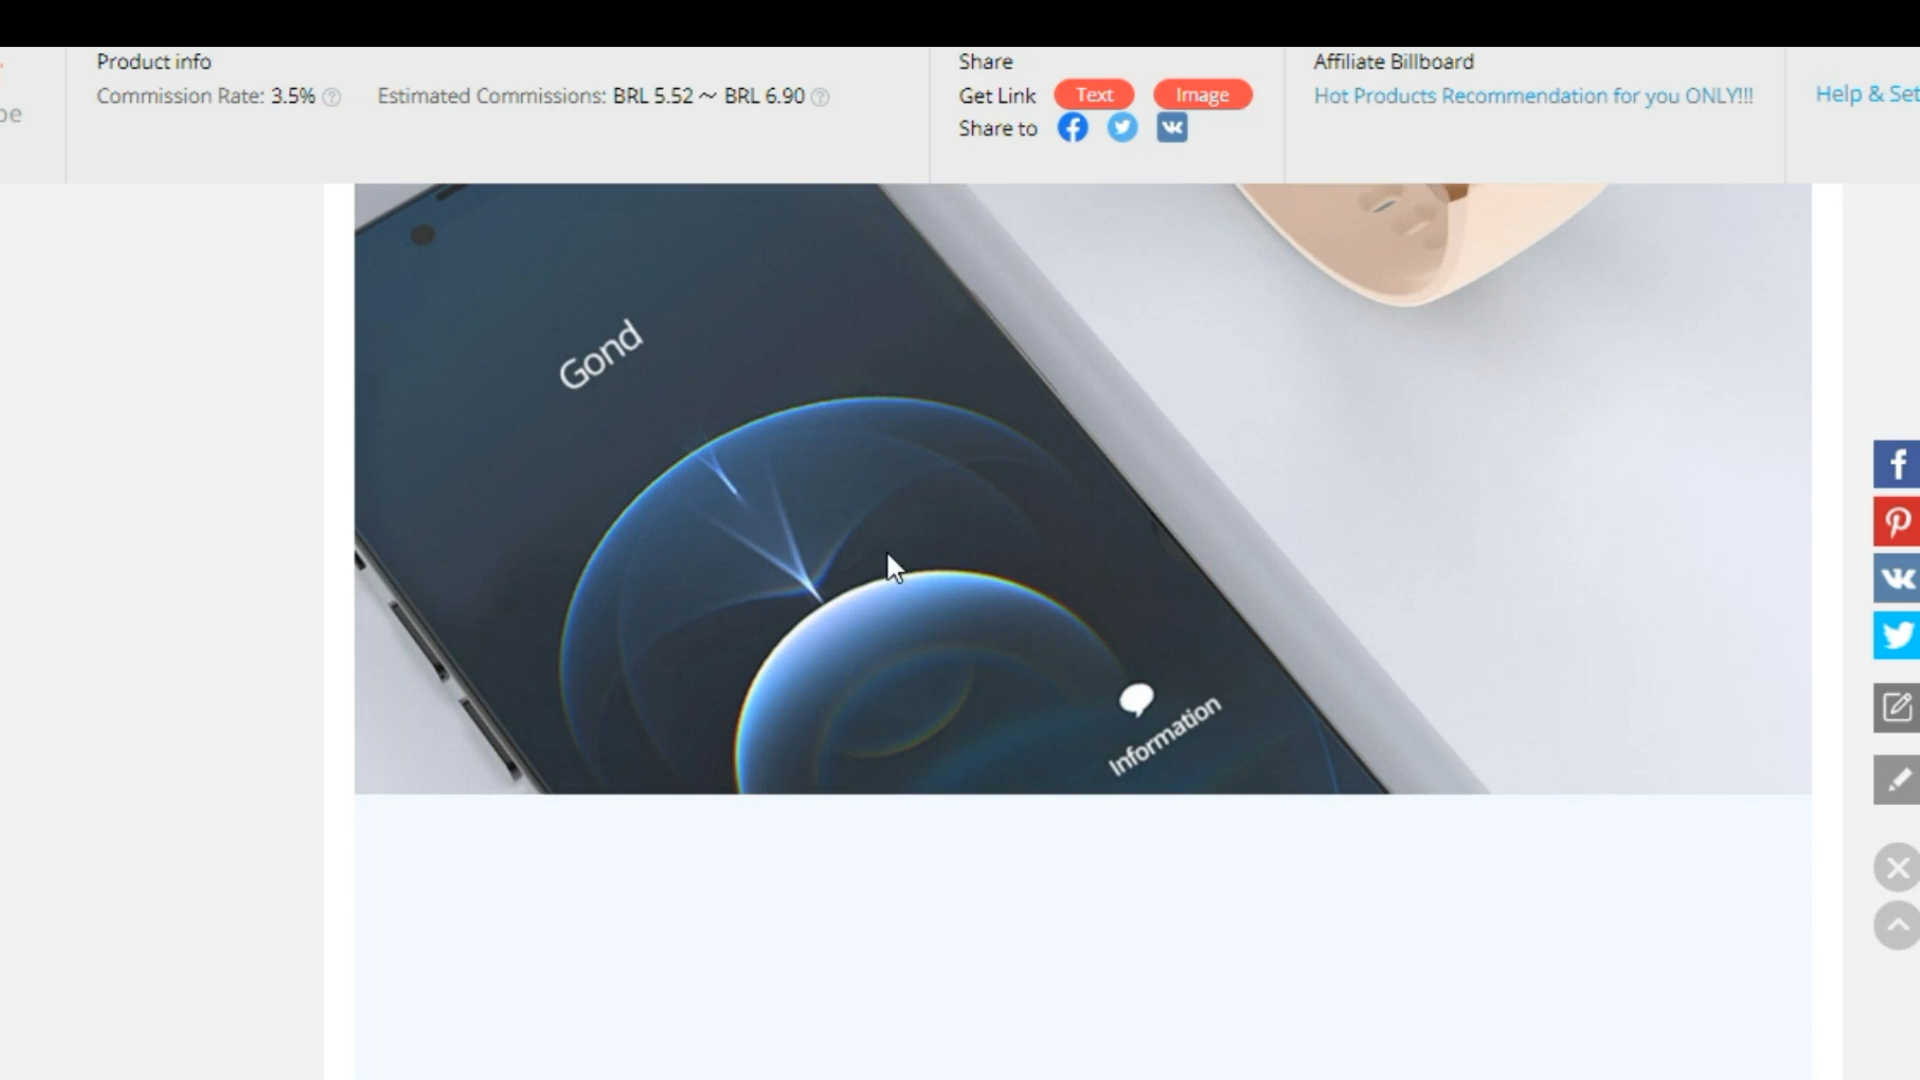 Product info
Commission Rate: 3.5%
Estimated Commissions: BRL 5.52 ~ BRL 6.90
Share
Get Link Text Image
Share to
Affiliate Billboard
Hot Products Recommendation for you ONLY!!!
Help & Set
Gond
Information